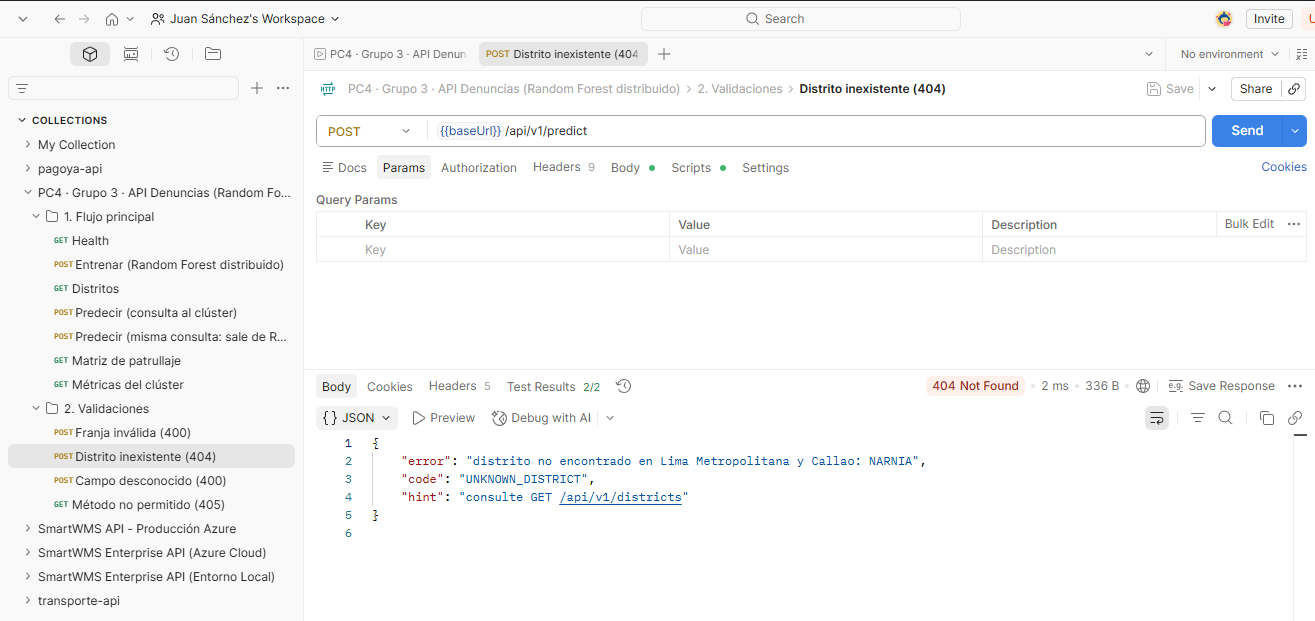 Juan Sánchez's Workspace
Search
Invite
PC4 · Grupo 3 · API Denun
POST Distrito inexistente (404
No environment
HTTP PC4 · Grupo 3 · API Denuncias (Random Forest distribuido) > 2. Validaciones > Distrito inexistente (404)
Save
Share
COLLECTIONS
My Collection
pagoya-api
PC4 · Grupo 3 · API Denuncias (Random Fo...
1. Flujo principal
GET Health
POST Entrenar (Random Forest distribuido)
GET Distritos
POST Predecir (consulta al clúster)
POST Predecir (misma consulta: sale de R...
GET Matriz de patrullaje
GET Métricas del clúster
2. Validaciones
POST Franja inválida (400)
POST Distrito inexistente (404)
POST Campo desconocido (400)
GET Método no permitido (405)
SmartWMS API - Producción Azure
SmartWMS Enterprise API (Azure Cloud)
SmartWMS Enterprise API (Entorno Local)
transporte-api
POST
{{baseUrl}} /api/v1/predict
Send
Docs Params Authorization Headers 9 Body Scripts Settings
Cookies
Query Params
Key Value Description Bulk Edit
Key Value Description
Body Cookies Headers 5 Test Results 2/2
404 Not Found 2 ms 336 B e.g. Save Response
{} JSON Preview Debug with AI
1 {
2 "error": "distrito no encontrado en Lima Metropolitana y Callao: NARNIA",
3 "code": "UNKNOWN_DISTRICT",
4 "hint": "consulte GET /api/v1/districts"
5 }
6